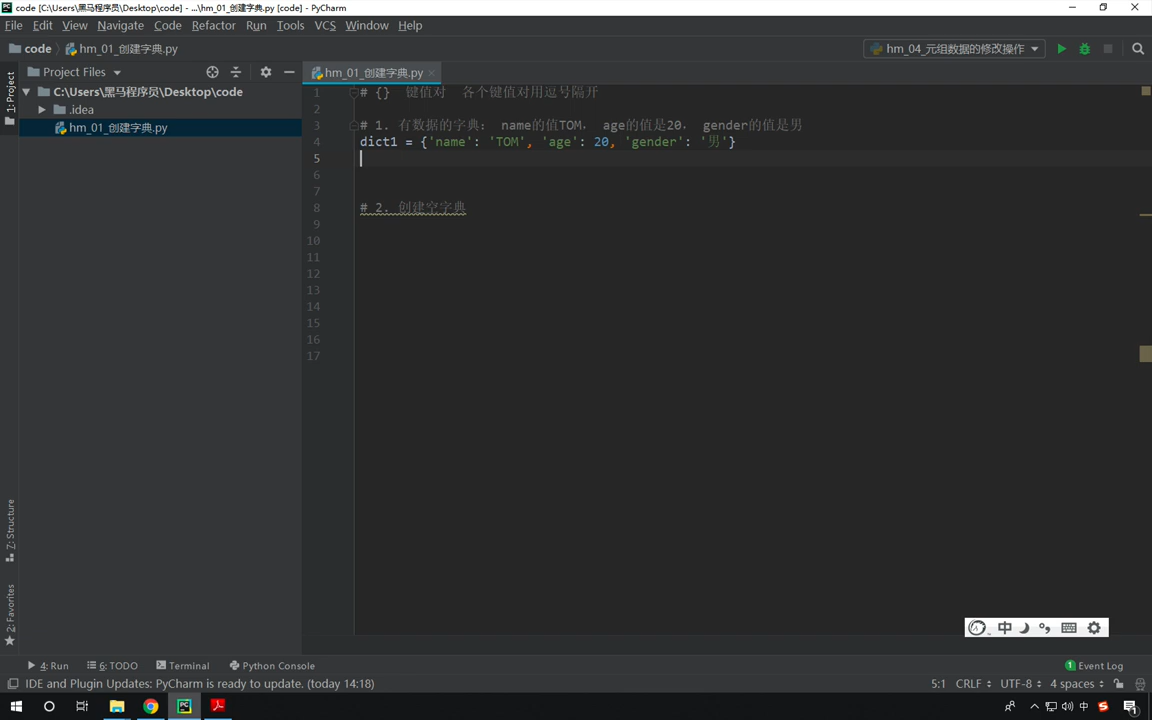 code [C:\Users\黑马程序员\Desktop\code] - ...\hm_01_创建字典.py [code] - PyCharm
File Edit View Navigate Code Refactor Run Tools VCS Window Help
code hm_01_创建字典.py hm_04_元组数据的修改操作
1: Project
Project Files
hm_01_创建字典.py
C:\Users\黑马程序员\Desktop\code
.idea
hm_01_创建字典.py
1 # {} 键值对 各个键值对用逗号隔开
2
3 # 1. 有数据的字典： name的值TOM， age的值是20， gender的值是男
4 dict1 = {'name': 'TOM', 'age': 20, 'gender': '男'}
5
6
7
8 # 2. 创建空字典
9
10
11
12
13
14
15
16
17
Z: Structure
2: Favorites
中
4: Run 6: TODO Terminal Python Console 1 Event Log
IDE and Plugin Updates: PyCharm is ready to update. (today 14:18) 5:1 CRLF UTF-8 4 spaces
中